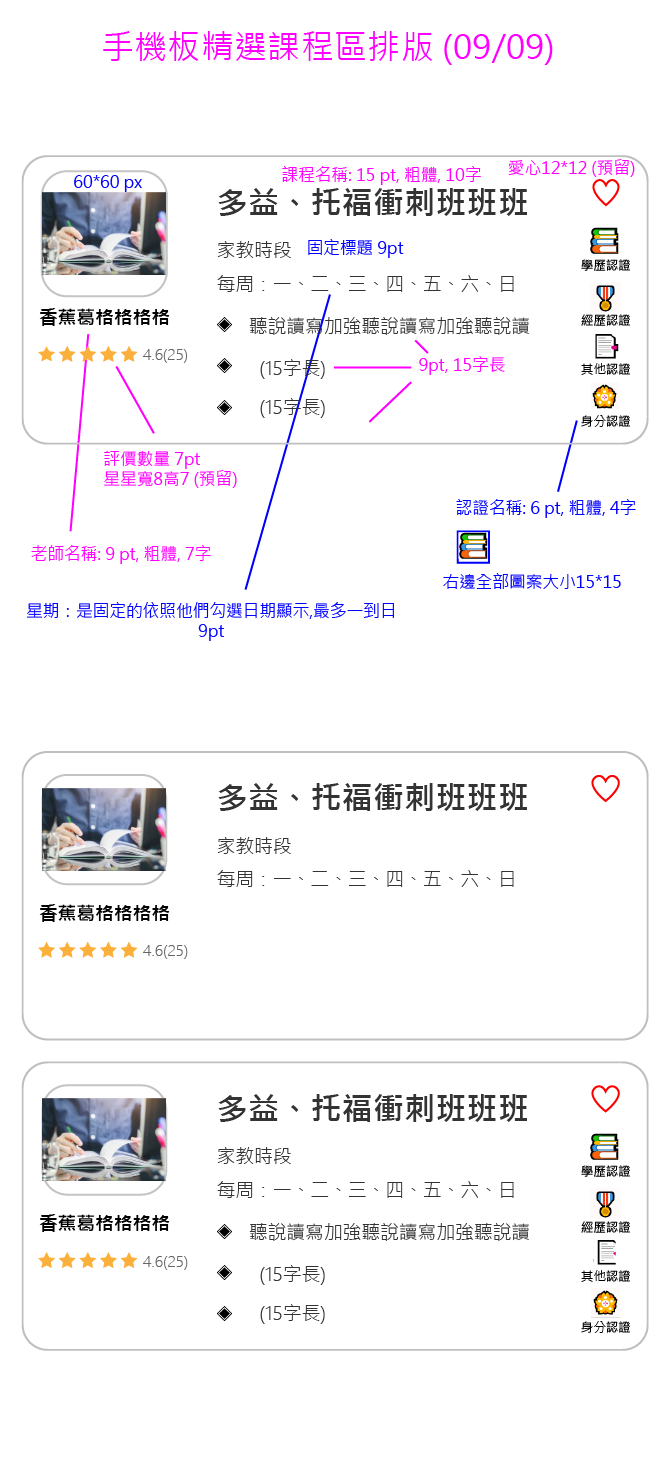 手機板精選課程區排版 (09/09)
愛心12*12 (預留)
課程名稱: 15 pt, 粗體, 10字
60*60 px
多益、托福衝刺班班班
家教時段
固定標題 9pt
學歷認證
每周：一、二、三、四、五、六、日
香蕉葛格格格格
經歷認證
◈ 聽說讀寫加強聽說讀寫加強聽說讀
4.6(25)
◈ (15字長)
9pt, 15字長
其他認證
◈ (15字長)
身分認證
評價數量 7pt
星星寬8高7 (預留)
認證名稱: 6 pt, 粗體, 4字
老師名稱: 9 pt, 粗體, 7字
右邊全部圖案大小15*15
星期：是固定的依照他們勾選日期顯示,最多一到日
9pt
多益、托福衝刺班班班
家教時段
每周：一、二、三、四、五、六、日
香蕉葛格格格格
4.6(25)
多益、托福衝刺班班班
家教時段
學歷認證
每周：一、二、三、四、五、六、日
香蕉葛格格格格
經歷認證
◈ 聽說讀寫加強聽說讀寫加強聽說讀
4.6(25)
◈ (15字長)
其他認證
◈ (15字長)
身分認證